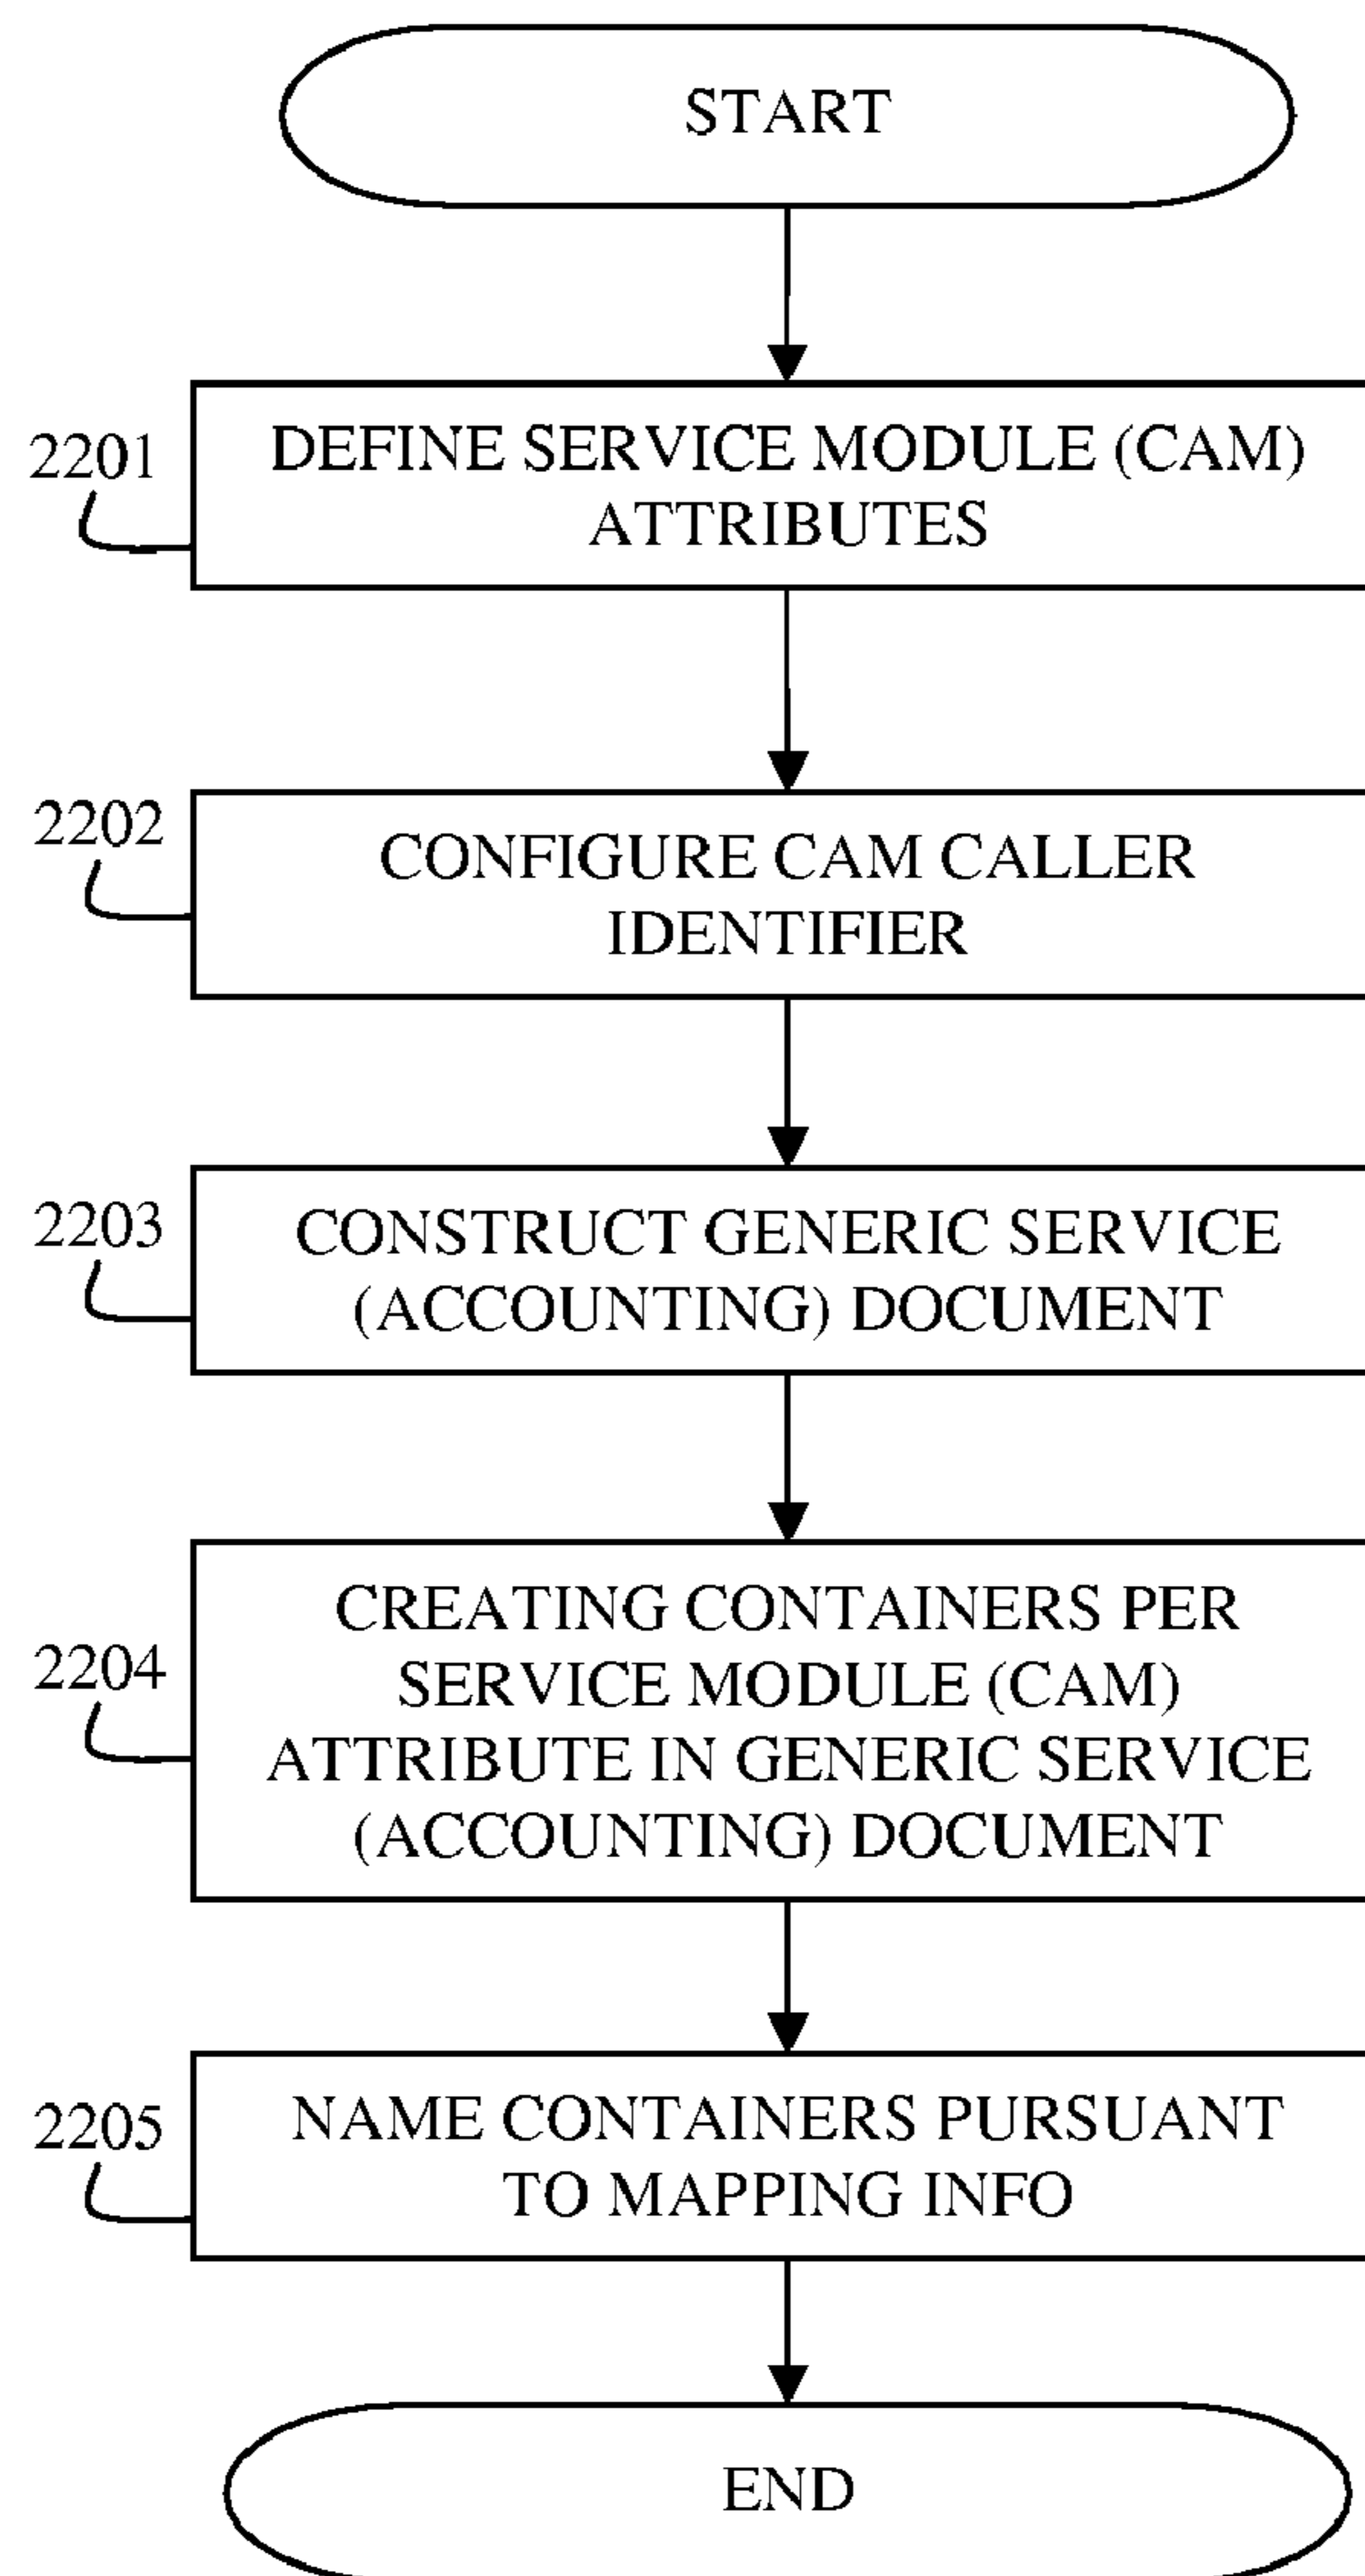 START
2201
DEFINE SERVICE MODULE (CAM)
ATTRIBUTES
2202
CONFIGURE CAM CALLER
IDENTIFIER
2203
CONSTRUCT GENERIC SERVICE
(ACCOUNTING) DOCUMENT
2204
CREATING CONTAINERS PER
SERVICE MODULE (CAM)
ATTRIBUTE IN GENERIC SERVICE
(ACCOUNTING) DOCUMENT
2205
NAME CONTAINERS PURSUANT
TO MAPPING INFO
END